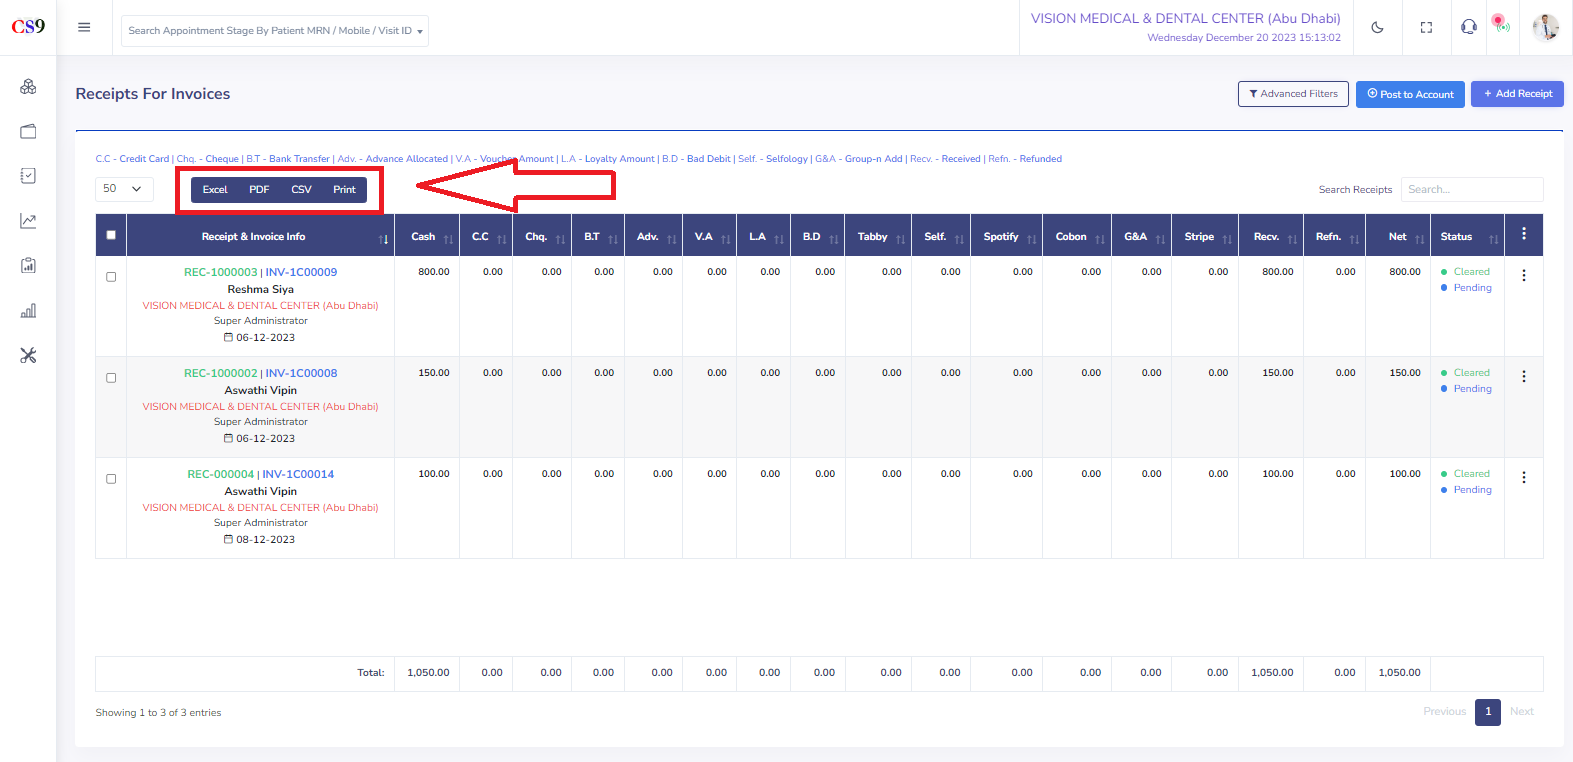 CS9
Search Appointment Stage By Patient MRN / Mobile / Visit ID
VISION MEDICAL & DENTAL CENTER (Abu Dhabi)
Wednesday December 20 2023 15:13:02
Receipts For Invoices
Advanced Filters
Post to Account
+ Add Receipt
C.C - Credit Card | Chq. - Cheque | B.T - Bank Transfer | Adv. - Advance Allocated | V.A - Voucher Amount | L.A - Loyalty Amount | B.D - Bad Debit | Self. - Selfology | G&A - Group-n Add | Recv. - Received | Refn. - Refunded
50 Excel PDF CSV Print Search Receipts Search...
Receipt & Invoice Info Cash C.C Chq. B.T Adv. V.A L.A B.D Tabby Self. Spotify Cobon G&A Stripe Recv. Refn. Net Status
REC-1000003 | INV-1C00009 800.00 0.00 0.00 0.00 0.00 0.00 0.00 0.00 0.00 0.00 0.00 0.00 0.00 0.00 800.00 0.00 800.00 Cleared
Reshma Siya Pending
VISION MEDICAL & DENTAL CENTER (Abu Dhabi)
Super Administrator
06-12-2023
REC-1000002 | INV-1C00008 150.00 0.00 0.00 0.00 0.00 0.00 0.00 0.00 0.00 0.00 0.00 0.00 0.00 0.00 150.00 0.00 150.00 Cleared
Aswathi Vipin Pending
VISION MEDICAL & DENTAL CENTER (Abu Dhabi)
Super Administrator
06-12-2023
REC-000004 | INV-1C00014 100.00 0.00 0.00 0.00 0.00 0.00 0.00 0.00 0.00 0.00 0.00 0.00 0.00 0.00 100.00 0.00 100.00 Cleared
Aswathi Vipin Pending
VISION MEDICAL & DENTAL CENTER (Abu Dhabi)
Super Administrator
08-12-2023
Total: 1,050.00 0.00 0.00 0.00 0.00 0.00 0.00 0.00 0.00 0.00 0.00 0.00 0.00 0.00 1,050.00 0.00 1,050.00
Showing 1 to 3 of 3 entries
Previous 1 Next